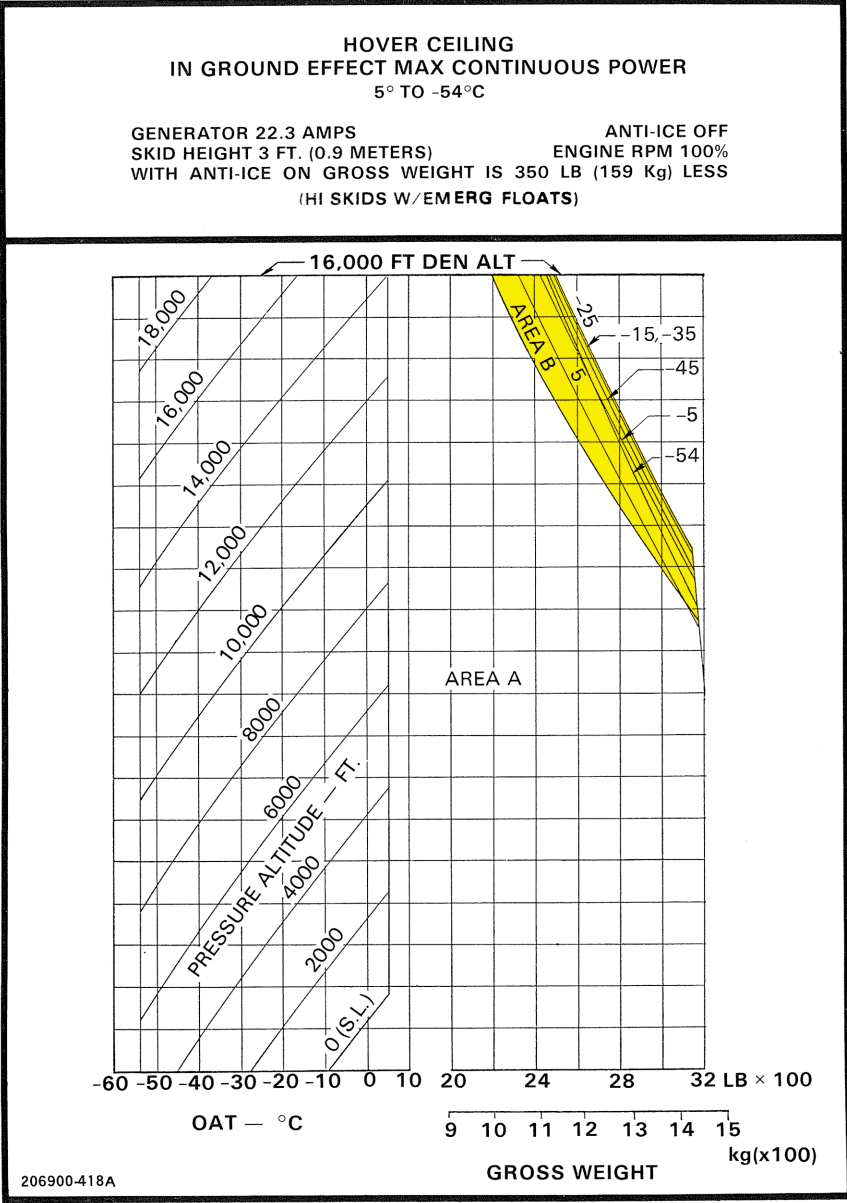 HOVER CEILING
IN GROUND EFFECT MAX CONTINUOUS POWER
5° TO -54°C
GENERATOR 22.3 AMPS
ANTI-ICE OFF
SKID HEIGHT 3 FT. (0.9 METERS)
ENGINE RPM 100%
WITH ANTI-ICE ON GROSS WEIGHT IS 350 LB (159 Kg) LESS
(HI SKIDS W/EMERG FLOATS)
16,000 FT DEN ALT
18,000
16,000
14,000
12,000
10,000
8000
6000
4000
2000
0 (S.L.)
PRESSURE ALTITUDE — FT.
AREA B
5
-25
-15,-35
-45
-5
-54
AREA A
-60 -50 -40 -30 -20 -10 0 10 20 24 28 32 LB × 100
OAT — °C
9 10 11 12 13 14 15
kg(x100)
GROSS WEIGHT
206900-418A